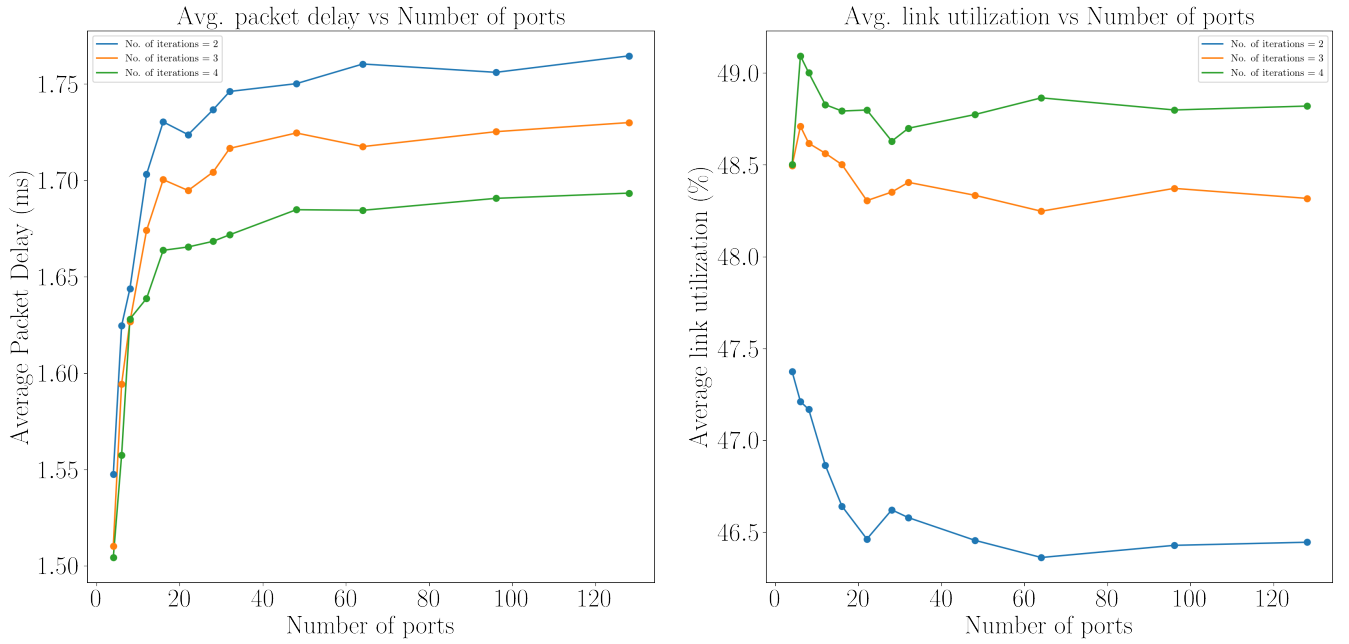 Avg. packet delay vs Number of ports
No. of iterations = 2
No. of iterations = 3
No. of iterations = 4
1.75
1.70
1.65
1.60
1.55
1.50
Average Packet Delay (ms)
0 20 40 60 80 100 120
Number of ports
Avg. link utilization vs Number of ports
No. of iterations = 2
No. of iterations = 3
No. of iterations = 4
49.0
48.5
48.0
47.5
47.0
46.5
Average link utilization (%)
0 20 40 60 80 100 120
Number of ports